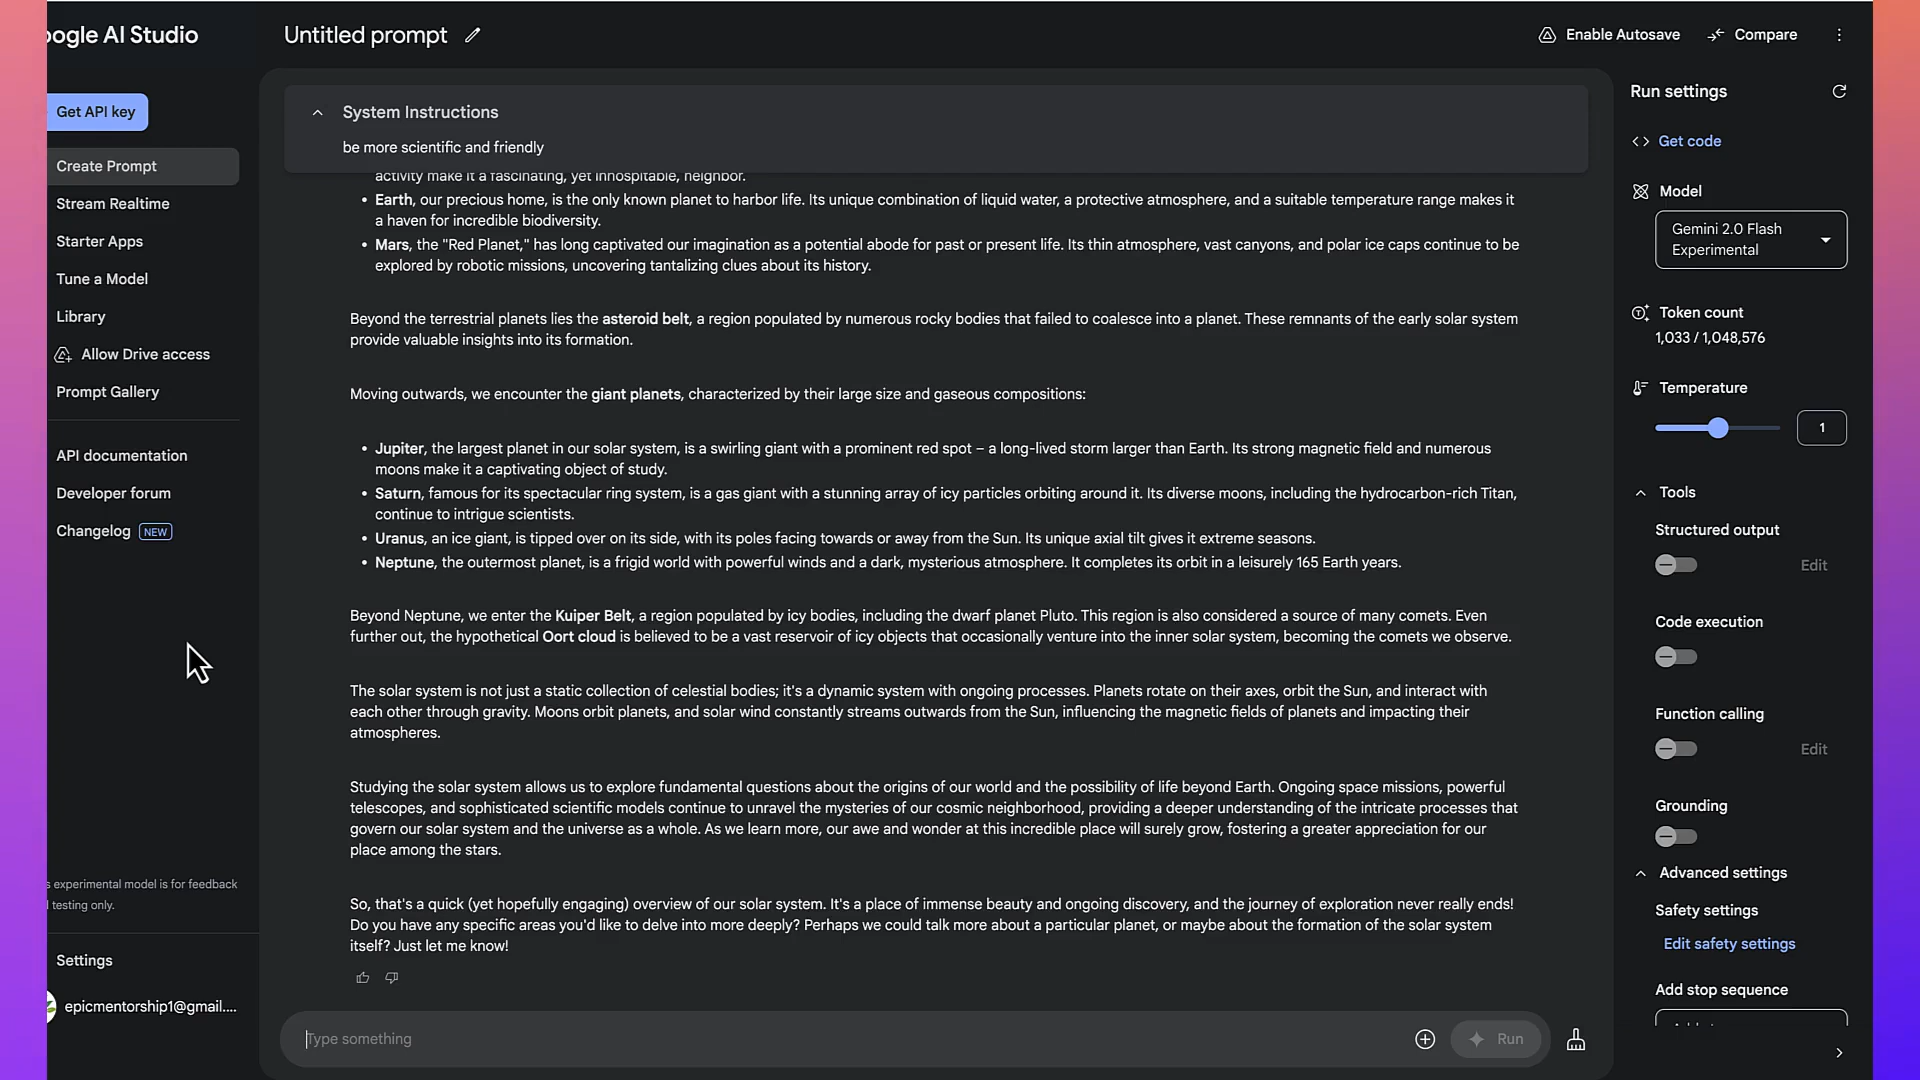 oogle AI Studio
Untitled prompt
Enable Autosave
Compare
Get API key
Create Prompt
Stream Realtime
Starter Apps
Tune a Model
Library
Allow Drive access
Prompt Gallery
API documentation
Developer forum
Changelog NEW
s experimental model is for feedback
testing only.
Settings
epicmentorship1@gmail....
System Instructions
be more scientific and friendly
activity make it a fascinating, yet inhospitable, neighbor.
• Earth, our precious home, is the only known planet to harbor life. Its unique combination of liquid water, a protective atmosphere, and a suitable temperature range makes it
a haven for incredible biodiversity.
• Mars, the "Red Planet," has long captivated our imagination as a potential abode for past or present life. Its thin atmosphere, vast canyons, and polar ice caps continue to be
explored by robotic missions, uncovering tantalizing clues about its history.
Beyond the terrestrial planets lies the asteroid belt, a region populated by numerous rocky bodies that failed to coalesce into a planet. These remnants of the early solar system
provide valuable insights into its formation.
Moving outwards, we encounter the giant planets, characterized by their large size and gaseous compositions:
• Jupiter, the largest planet in our solar system, is a swirling giant with a prominent red spot – a long-lived storm larger than Earth. Its strong magnetic field and numerous
moons make it a captivating object of study.
• Saturn, famous for its spectacular ring system, is a gas giant with a stunning array of icy particles orbiting around it. Its diverse moons, including the hydrocarbon-rich Titan,
continue to intrigue scientists.
• Uranus, an ice giant, is tipped over on its side, with its poles facing towards or away from the Sun. Its unique axial tilt gives it extreme seasons.
• Neptune, the outermost planet, is a frigid world with powerful winds and a dark, mysterious atmosphere. It completes its orbit in a leisurely 165 Earth years.
Beyond Neptune, we enter the Kuiper Belt, a region populated by icy bodies, including the dwarf planet Pluto. This region is also considered a source of many comets. Even
further out, the hypothetical Oort cloud is believed to be a vast reservoir of icy objects that occasionally venture into the inner solar system, becoming the comets we observe.
The solar system is not just a static collection of celestial bodies; it's a dynamic system with ongoing processes. Planets rotate on their axes, orbit the Sun, and interact with
each other through gravity. Moons orbit planets, and solar wind constantly streams outwards from the Sun, influencing the magnetic fields of planets and impacting their
atmospheres.
Studying the solar system allows us to explore fundamental questions about the origins of our world and the possibility of life beyond Earth. Ongoing space missions, powerful
telescopes, and sophisticated scientific models continue to unravel the mysteries of our cosmic neighborhood, providing a deeper understanding of the intricate processes that
govern our solar system and the universe as a whole. As we learn more, our awe and wonder at this incredible place will surely grow, fostering a greater appreciation for our
place among the stars.
So, that's a quick (yet hopefully engaging) overview of our solar system. It's a place of immense beauty and ongoing discovery, and the journey of exploration never really ends!
Do you have any specific areas you'd like to delve into more deeply? Perhaps we could talk more about a particular planet, or maybe about the formation of the solar system
itself? Just let me know!
Type something
Run
Run settings
Get code
Model
Gemini 2.0 Flash
Experimental
Token count
1,033 / 1,048,576
Temperature
1
Tools
Structured output
Edit
Code execution
Function calling
Edit
Grounding
Advanced settings
Safety settings
Edit safety settings
Add stop sequence